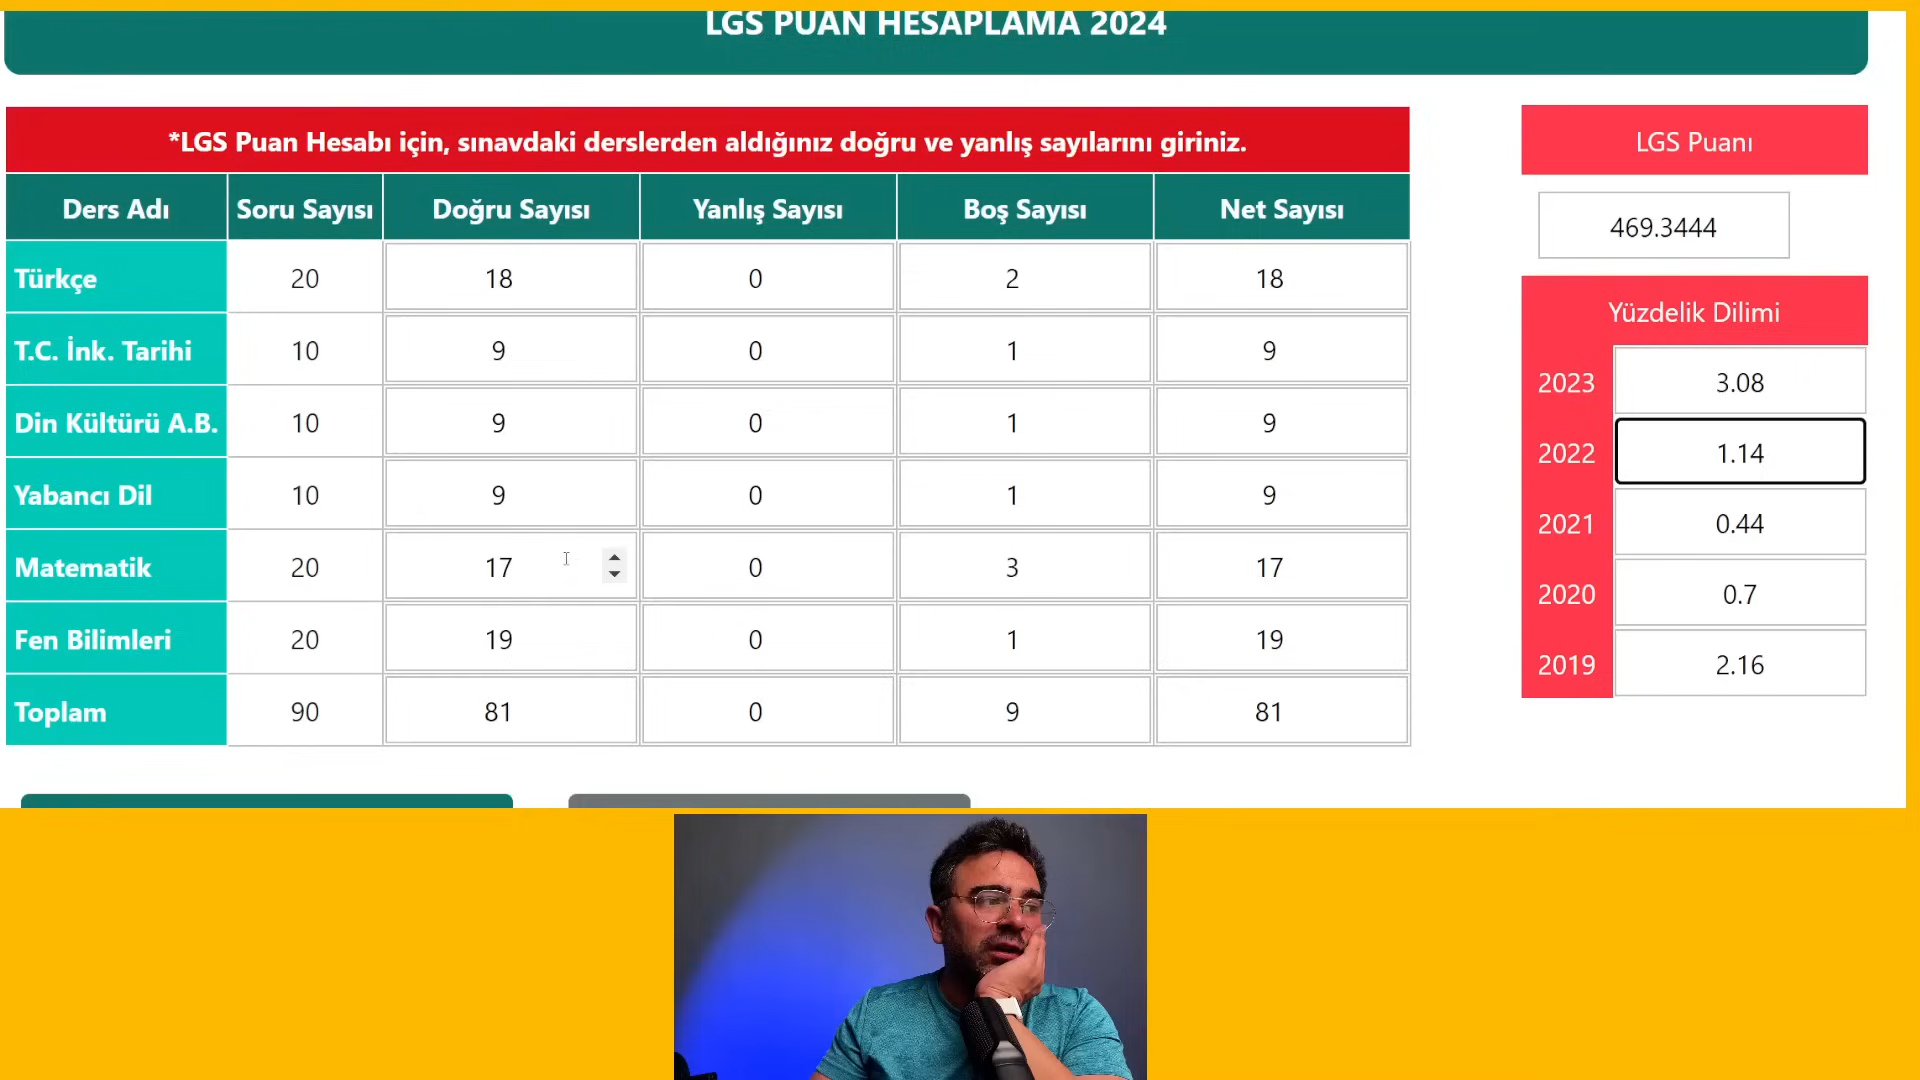 LGS PUAN HESAPLAMA 2024
*LGS Puan Hesabı için, sınavdaki derslerden aldığınız doğru ve yanlış sayılarını giriniz.
Ders Adı Soru Sayısı Doğru Sayısı Yanlış Sayısı Boş Sayısı Net Sayısı
Türkçe 20 18 0 2 18
T.C. İnk. Tarihi 10 9 0 1 9
Din Kültürü A.B. 10 9 0 1 9
Yabancı Dil 10 9 0 1 9
Matematik 20 17 0 3 17
Fen Bilimleri 20 19 0 1 19
Toplam 90 81 0 9 81
LGS Puanı
469.3444
Yüzdelik Dilimi
2023 3.08
2022 1.14
2021 0.44
2020 0.7
2019 2.16